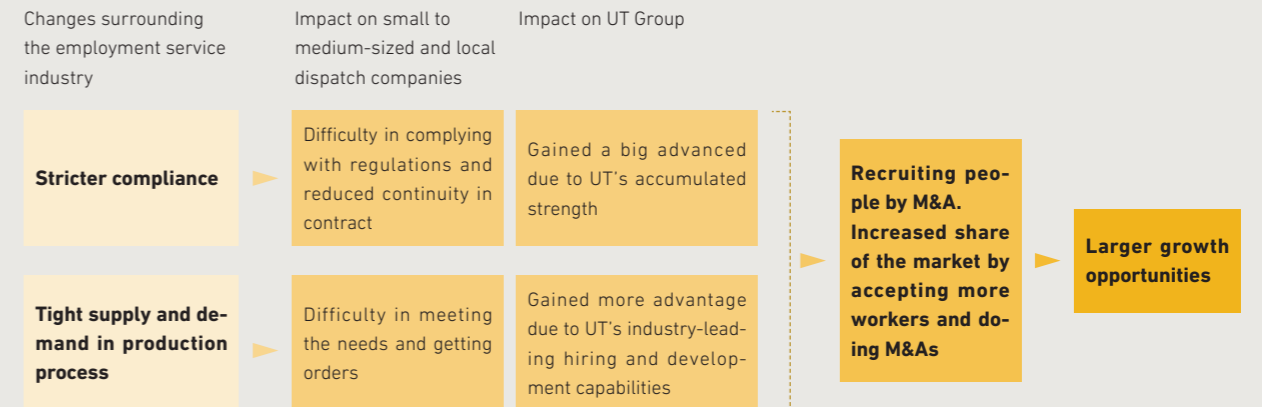 Changes surrounding
the employment service
industry
Impact on small to
medium-sized and local
dispatch companies
Impact on UT Group
Stricter compliance
Difficulty in complying
with regulations and
reduced continuity in
contract
Gained a big advanced
due to UT's accumulated
strength
Tight supply and de-
mand in production
process
Difficulty in meeting
the needs and getting
orders
Gained more advantage
due to UT's industry-lead-
ing hiring and develop-
ment capabilities
Recruiting peo-
ple by M&A.
Increased share
of the market by
accepting more
workers and do-
ing M&As
Larger growth
opportunities